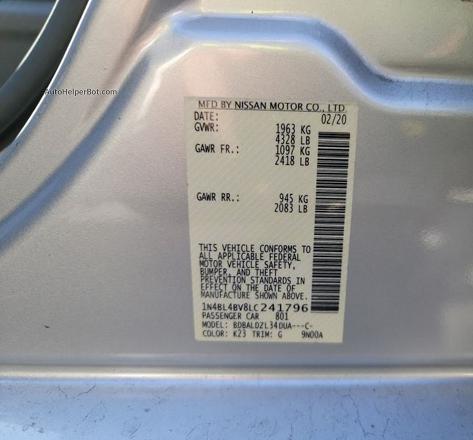 AutoHelperBot.com
MFD BY NISSAN MOTOR CO., LTD.
DATE: 02/20
GVWR: 1963 KG
4328 LB
GAWR FR.: 1097 KG
2418 LB
GAWR RR.: 945 KG
2083 LB
THIS VEHICLE CONFORMS TO
ALL APPLICABLE FEDERAL
MOTOR VEHICLE SAFETY,
BUMPER, AND THEFT
PREVENTION STANDARDS IN
EFFECT ON THE DATE OF
MANUFACTURE SHOWN ABOVE.
1N4BL4BV8LC241796
PASSENGER CAR 801
MODEL: BDBALDZL34DUA---C-
COLOR: K23 TRIM: G 9N00A